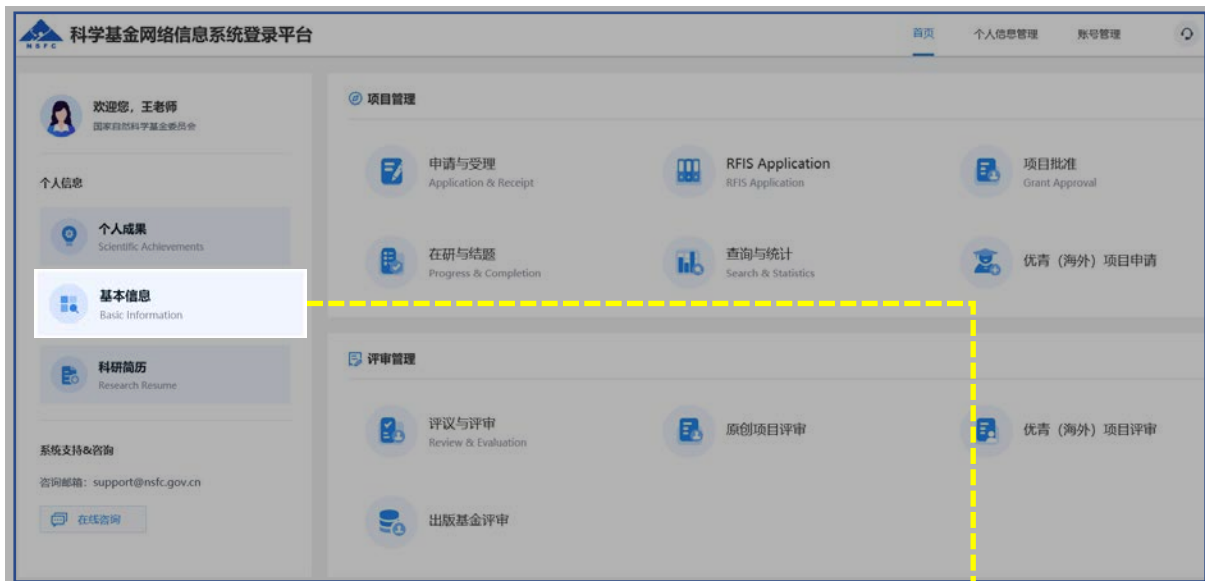 NSFC
科学基金网络信息系统登录平台
首页
个人信息管理
账号管理
欢迎您，王老师
国家自然科学基金委员会
个人信息
个人成果
Scientific Achievements
基本信息
Basic Information
科研简历
Research Resume
系统支持&咨询
咨询邮箱：support@nsfc.gov.cn
在线咨询
项目管理
申请与受理
Application & Receipt
RFIS Application
RFIS Application
项目批准
Grant Approval
在研与结题
Progress & Completion
查询与统计
Search & Statistics
优青（海外）项目申请
评审管理
评议与评审
Review & Evaluation
原创项目评审
优青（海外）项目评审
出版基金评审